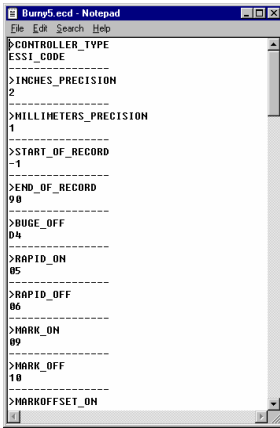 Burny5.ecd - Notepad
File Edit Search Help
>CONTROLLER_TYPE
ESSI_CODE
----------------
>INCHES_PRECISION
2
----------------
>MILLIMETERS_PRECISION
1
----------------
>START_OF_RECORD
-1
----------------
>END_OF_RECORD
90
----------------
>BUGE_OFF
D4
----------------
>RAPID_ON
05
----------------
>RAPID_OFF
06
----------------
>MARK_ON
09
----------------
>MARK_OFF
10
----------------
>MARKOFFSET_ON